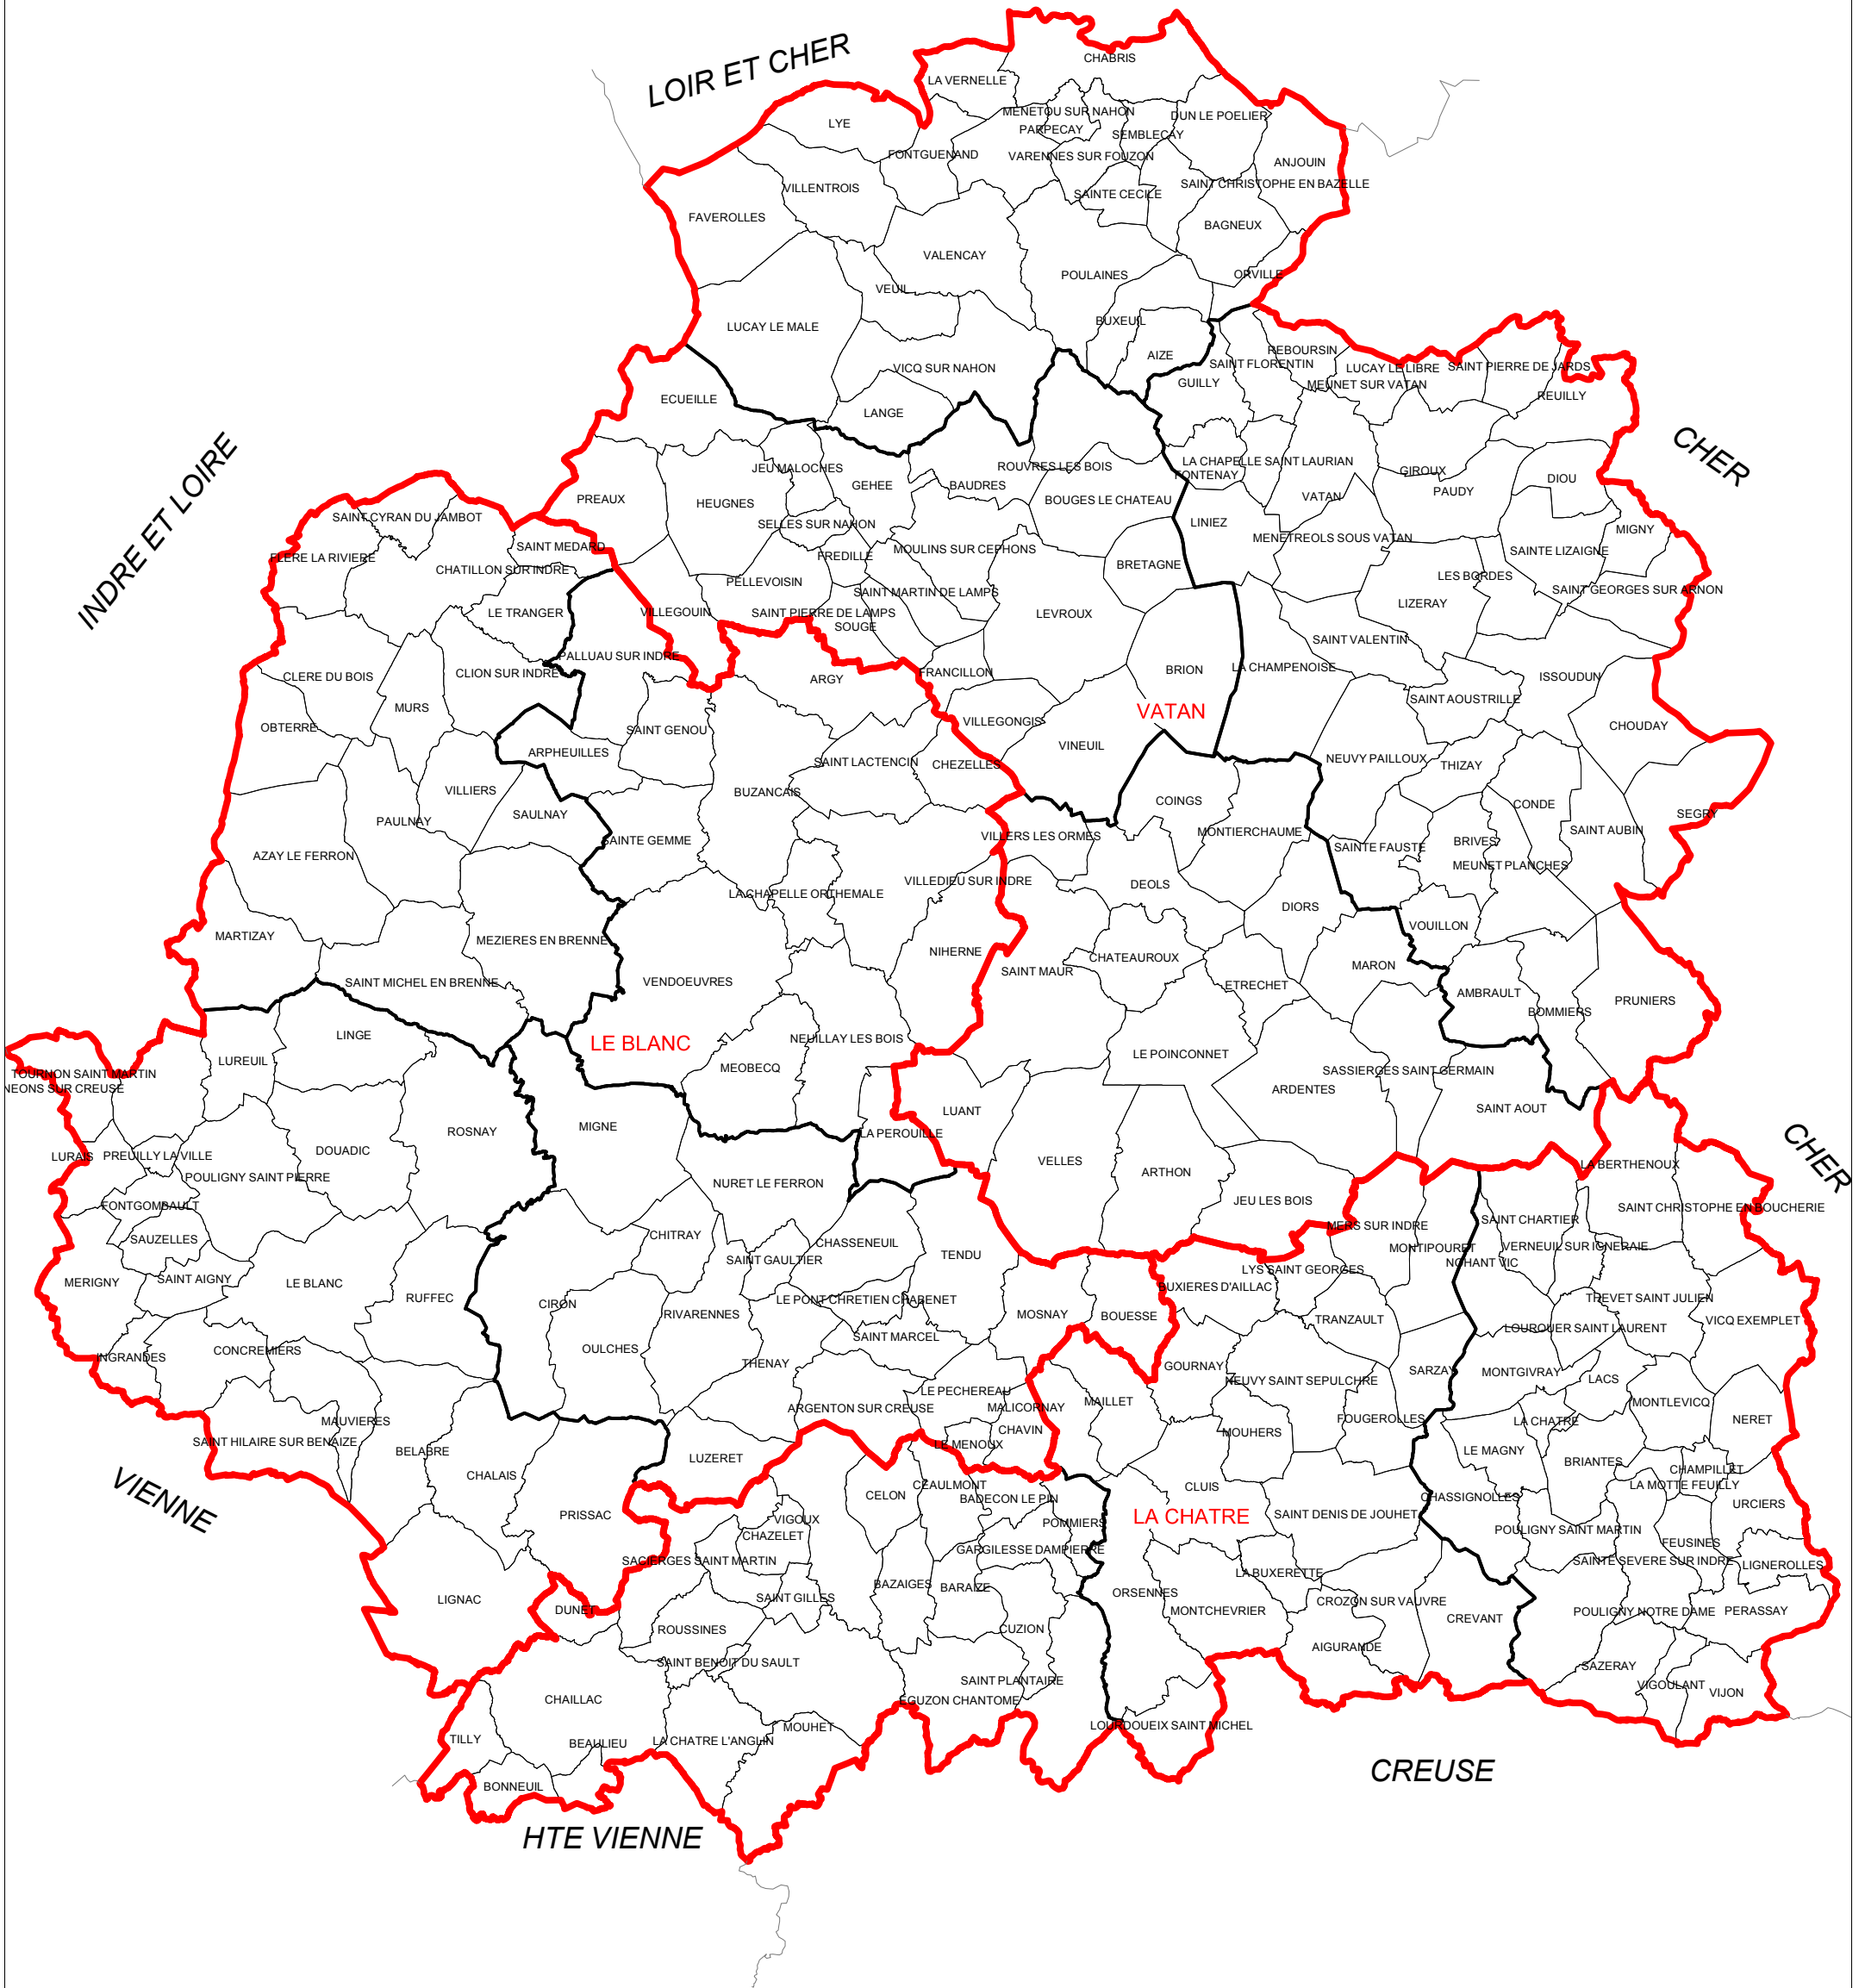 LOIR ET CHER
CHABRIS
LA VERNELLE
MENETOU SUR NAHON
DUN LE POELIER
LYE
PARPECAY
SEMBLECAY
FONTGUENAND
VARENNES SUR FOUZON
ANJOUIN
VILLENTROIS
SAINT CHRISTOPHE EN BAZELLE
SAINTE CECILE
FAVEROLLES
BAGNEUX
VALENCAY
POULAINES
ORVILLE
VEUIL
LUCAY LE MALE
BUXEUIL
AIZE
REBOURSIN
SAINT FLORENTIN
LUCAY LE LIBRE
SAINT PIERRE DE JARDS
VICQ SUR NAHON
GUILLY
MEUNET SUR VATAN
REUILLY
ECUEILLE
LANGE
CHER
INDRE ET LOIRE
JEU MALOCHES
ROUVRES LES BOIS
LA CHAPELLE SAINT LAURIAN
FONTENAY
GIROUX
DIOU
GEHEE
BAUDRES
PAUDY
PREAUX
HEUGNES
BOUGES LE CHATEAU
VATAN
SAINT CYRAN DU JAMBOT
SELLES SUR NAHON
LINIEZ
MIGNY
SAINT MEDARD
MOULINS SUR CEPHONS
MENETREOLS SOUS VATAN
SAINTE LIZAIGNE
FLERE LA RIVIERE
FREDILLE
BRETAGNE
CHATILLON SUR INDRE
PELLEVOISIN
LES BORDES
SAINT MARTIN DE LAMPS
SAINT GEORGES SUR ARNON
LE TRANGER
VILLEGOUIN
SAINT PIERRE DE LAMPS
LEVROUX
LIZERAY
SOUGE
SAINT VALENTIN
PALLUAU SUR INDRE
CLION SUR INDRE
CLERE DU BOIS
ARGY
FRANCILLON
BRION
LA CHAMPENOISE
ISSOUDUN
MURS
SAINT AOUSTRILLE
VATAN
OBTERRE
SAINT GENOU
VILLEGONGIS
CHOUDAY
ARPHEUILLES
VINEUIL
SAINT LACTENCIN
CHEZELLES
NEUVY PAILLOUX
THIZAY
VILLIERS
BUZANCAIS
COINGS
CONDE
SAULNAY
SEGRY
PAULNAY
MONTIERCHAUME
SAINT AUBIN
VILLERS LES ORMES
SAINTE GEMME
SAINTE FAUSTE
BRIVES
AZAY LE FERRON
MEUNET PLANCHES
VILLEDIEU SUR INDRE
DEOLS
LA CHAPELLE ORTHEMALE
DIORS
VOUILLON
MARTIZAY
MEZIERES EN BRENNE
NIHERNE
CHATEAUROUX
MARON
SAINT MAUR
SAINT MICHEL EN BRENNE
VENDOEUVRES
ETRECHET
AMBRAULT
PRUNIERS
BOMMIERS
LINGE
LE BLANC
NEUILLAY LES BOIS
LE POINCONNET
LUREUIL
MEOBECQ
TOURNON SAINT MARTIN
SASSIERGES SAINT GERMAIN
NEONS SUR CREUSE
ARDENTES
LUANT
SAINT AOUT
MIGNE
ROSNAY
LA PEROUILLE
CHER
DOUADIC
LURAIS
PREUILLY LA VILLE
VELLES
LA BERTHENOUX
ARTHON
POULIGNY SAINT PIERRE
NURET LE FERRON
JEU LES BOIS
FONTGOMBAULT
SAINT CHRISTOPHE EN BOUCHERIE
SAINT CHARTIER
MERS SUR INDRE
CHITRAY
SAUZELLES
CHASSENEUIL
MONTIPOURET
VERNEUIL SUR IGNERAIE
TENDU
SAINT GAULTIER
NOHANT VIC
LYS SAINT GEORGES
SAINT AIGNY
MERIGNY
LE BLANC
BUXIERES D'AILLAC
RUFFEC
TREVET SAINT JULIEN
LE PONT CHRETIEN CHABENET
CIRON
RIVARENNES
MOSNAY
BOUESSE
TRANZAULT
VICQ EXEMPLET
LOUROUER SAINT LAURENT
SAINT MARCEL
OULCHES
CONCREMIERS
INGRANDES
THENAY
GOURNAY
SARZAY
MONTGIVRAY
LACS
NEUVY SAINT SEPULCHRE
LE PECHEREAU
MAILLET
MONTLEVICQ
ARGENTON SUR CREUSE
MALICORNAY
MAUVIERES
FOUGEROLLES
LA CHATRE
NERET
CHAVIN
MOUHERS
SAINT HILAIRE SUR BENAIZE
LE MENOUX
BELABRE
LE MAGNY
LUZERET
BRIANTES
CHAMPILLET
CHALAIS
VIENNE
CEAULMONT
CLUIS
LA MOTTE FEUILLY
CELON
BADECON LE PIN
CHASSIGNOLLES
URCIERS
LA CHATRE
SAINT DENIS DE JOUHET
PRISSAC
VIGOUX
POMMIERS
POULIGNY SAINT MARTIN
CHAZELET
FEUSINES
GARGILESSE DAMPIERRE
SACIERGES SAINT MARTIN
SAINTE SEVERE SUR INDRE
LIGNEROLLES
LA BUXERETTE
BAZAIGES
BARAIZE
ORSENNES
LIGNAC
SAINT GILLES
CROZON SUR VAUVRE
DUNET
MONTCHEVRIER
POULIGNY NOTRE DAME
PERASSAY
CREVANT
ROUSSINES
CUZION
AIGURANDE
SAINT BENOIT DU SAULT
SAZERAY
SAINT PLANTAIRE
VIGOULANT
VIJON
CHAILLAC
EGUZON CHANTOME
MOUHET
LOURDOUEIX SAINT MICHEL
TILLY
BEAULIEU
LA CHATRE L'ANGLIN
CREUSE
BONNEUIL
HTE VIENNE